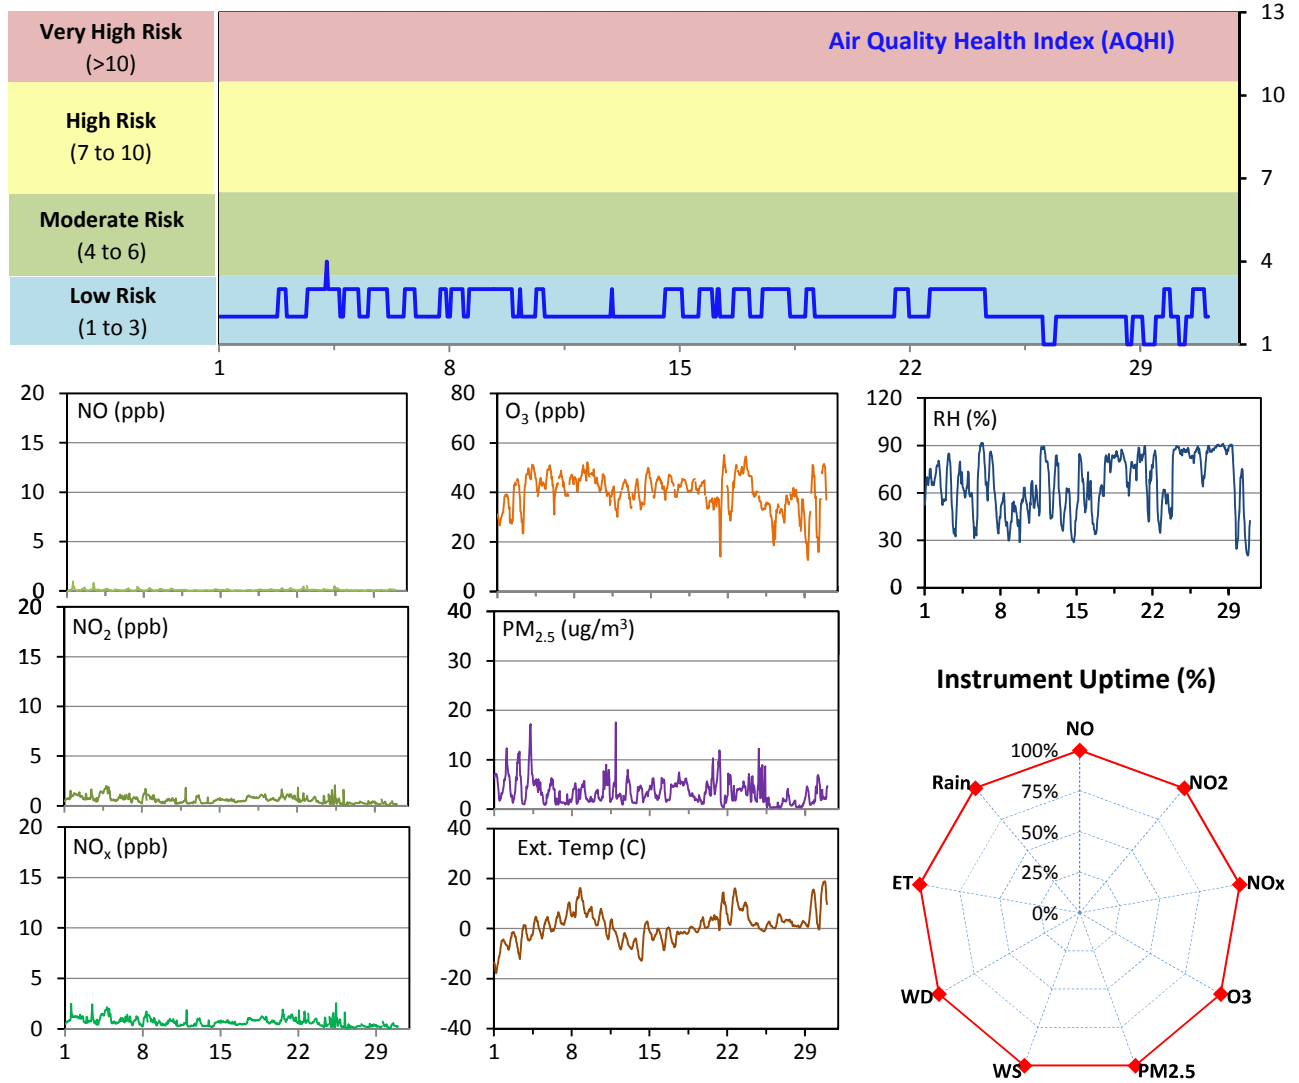 Very High Risk
(>10)
High Risk
(7 to 10)
Moderate Risk
(4 to 6)
Low Risk
(1 to 3)
Air Quality Health Index (AQHI)
13
10
7
4
1
1 8 15 22 29
NO (ppb)
20
15
10
5
0
O3 (ppb)
80
60
40
20
0
RH (%)
120
90
60
30
0
1 8 15 22 29
NO2 (ppb)
20
15
10
5
0
PM2.5 (ug/m³)
40
30
20
10
0
NOx (ppb)
20
15
10
5
0
1 8 15 22 29
Ext. Temp (C)
40
20
0
-20
-40
1 8 15 22 29
Instrument Uptime (%)
NO
NO2
NOx
O3
PM2.5
WS
WD
ET
Rain
100%
75%
50%
25%
0%